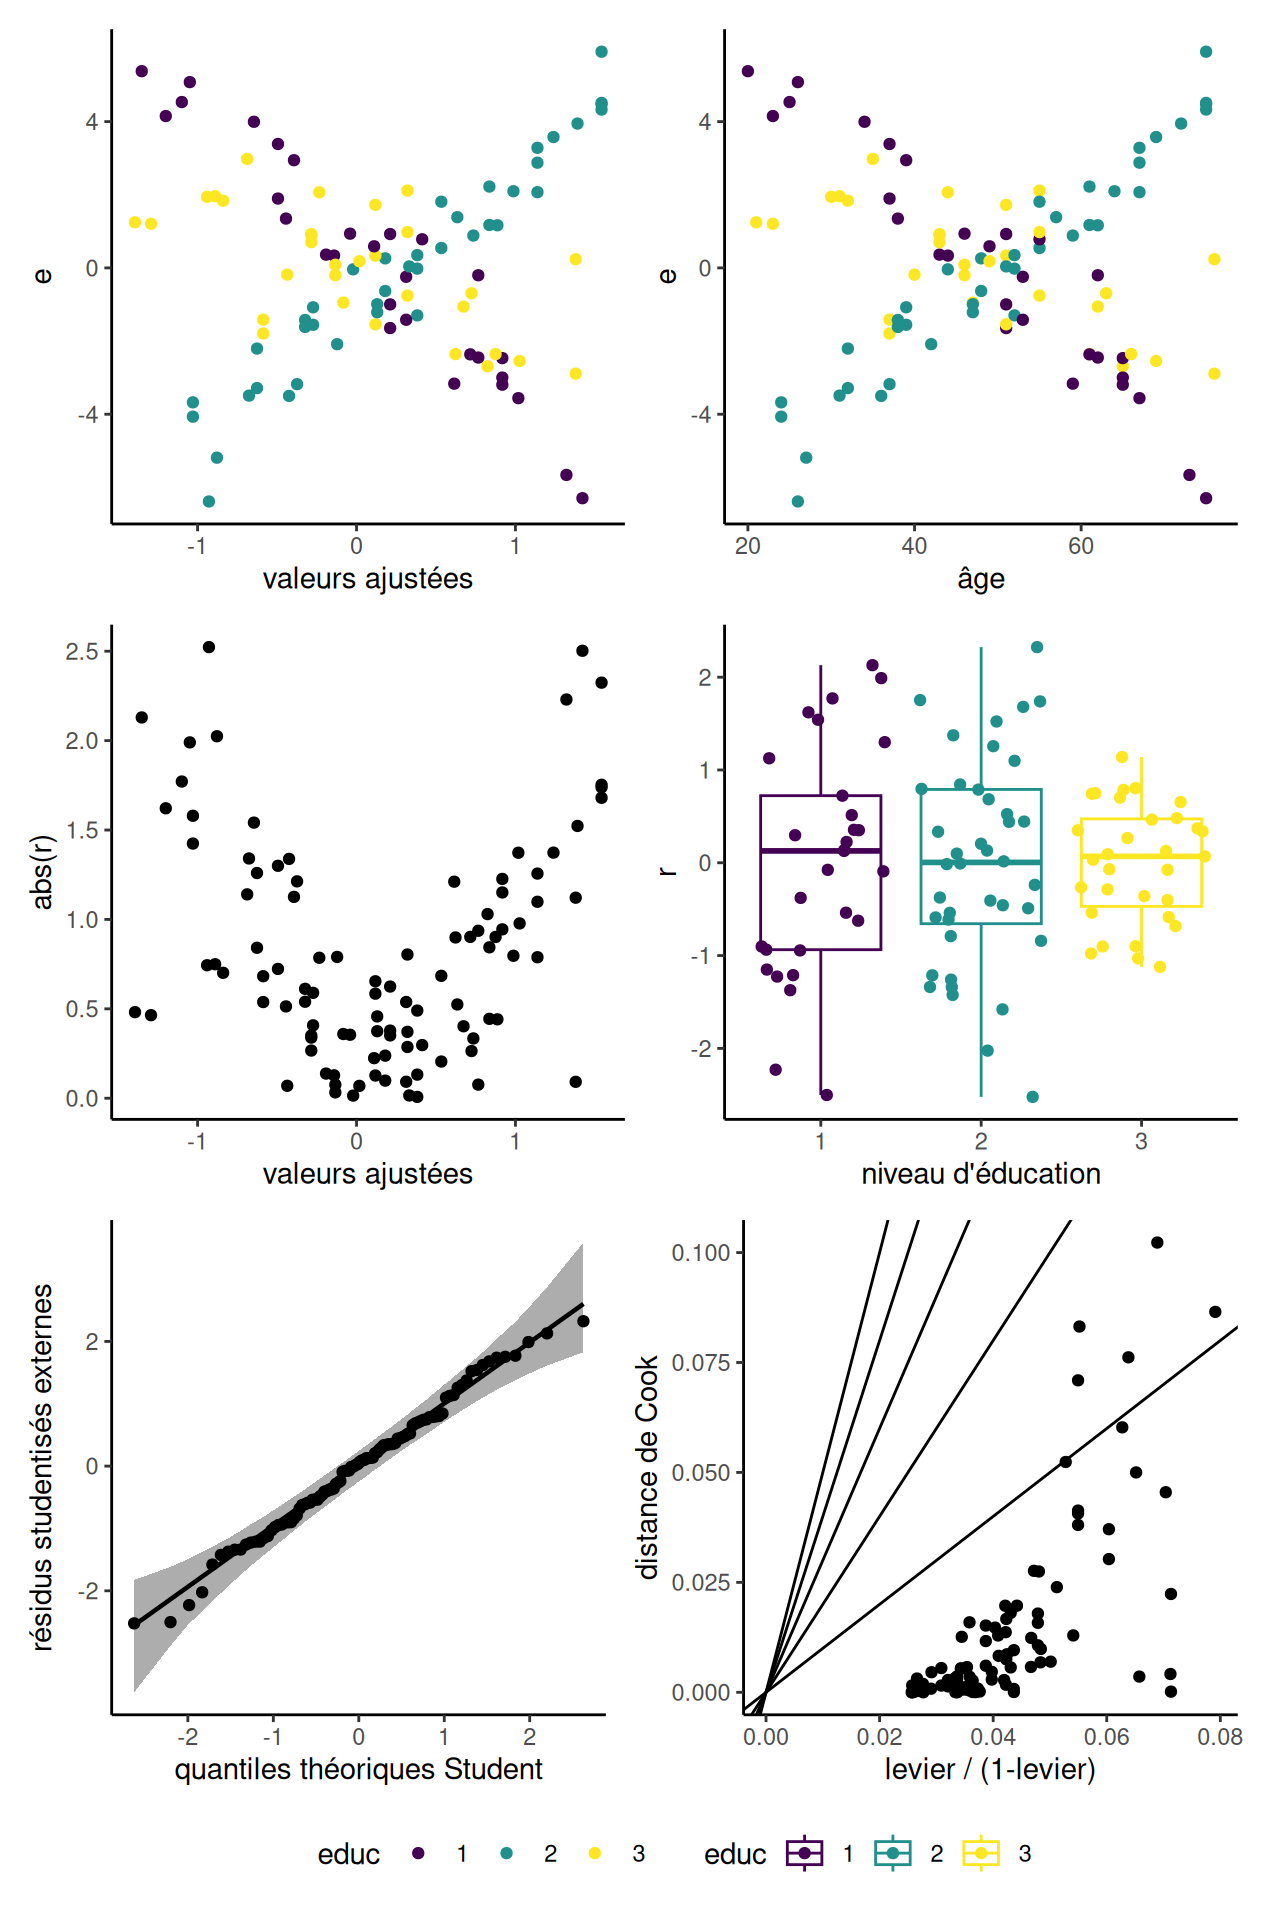 4
0
-4
e
-1 0 1
valeurs ajustées
4
0
-4
e
20 40 60
âge
2.5
2.0
1.5
1.0
0.5
0.0
abs(r)
-1 0 1
valeurs ajustées
2
1
0
-1
-2
r
1 2 3
niveau d'éducation
2
0
-2
résidus studentisés externes
-2 -1 0 1 2
quantiles théoriques Student
0.100
0.075
0.050
0.025
0.000
distance de Cook
0.00 0.02 0.04 0.06 0.08
levier / (1-levier)
educ 1 2 3 educ 1 2 3